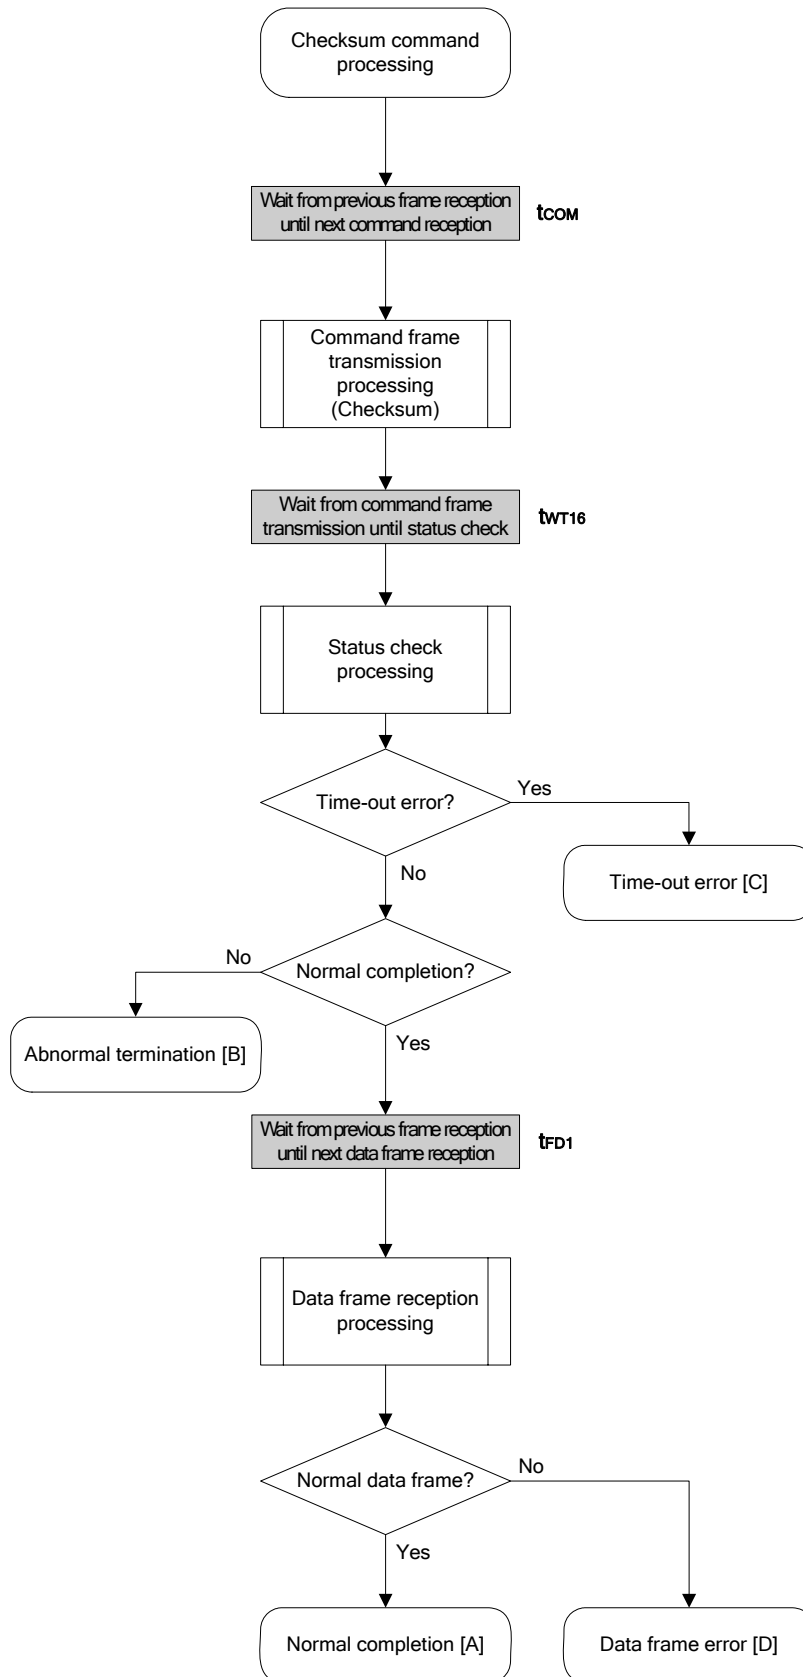 Checksum command
processing
Wait from previous frame reception
until next command reception
tCOM
Command frame
transmission
processing
(Checksum)
Wait from command frame
transmission until status check
tWT16
Status check
processing
Time-out error?
Yes
Time-out error [C]
No
Normal completion?
No
Abnormal termination [B]
Yes
Wait from previous frame reception
until next data frame reception
tFD1
Data frame reception
processing
Normal data frame?
No
Yes
Normal completion [A]
Data frame error [D]